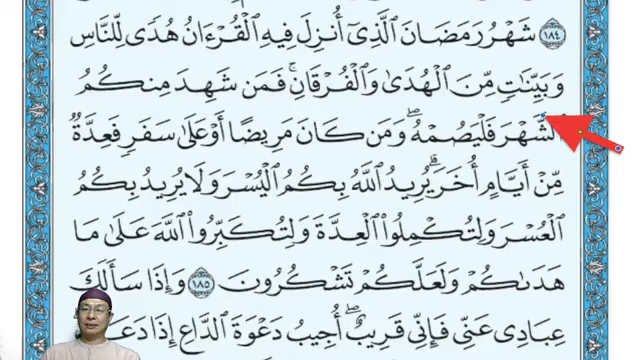 ۝١٨٤ شَهْرُ رَمَضَانَ ٱلَّذِىٓ أُنزِلَ فِيهِ ٱلْقُرْءَانُ هُدًى لِّلنَّاسِ
وَبَيِّنَٰتٍ مِّنَ ٱلْهُدَىٰ وَٱلْفُرْقَانِ ۚ فَمَن شَهِدَ مِنكُمُ
ٱلشَّهْرَ فَلْيَصُمْهُ ۖ وَمَن كَانَ مَرِيضًا أَوْ عَلَىٰ سَفَرٍ فَعِدَّةٌ
مِّنْ أَيَّامٍ أُخَرَ ۗ يُرِيدُ ٱللَّهُ بِكُمُ ٱلْيُسْرَ وَلَا يُرِيدُ بِكُمُ
ٱلْعُسْرَ وَلِتُكْمِلُوا۟ ٱلْعِدَّةَ وَلِتُكَبِّرُوا۟ ٱللَّهَ عَلَىٰ مَا
هَدَىٰكُمْ وَلَعَلَّكُمْ تَشْكُرُونَ ۝١٨٥ وَإِذَا سَأَلَكَ
عِبَادِى عَنِّى فَإِنِّى قَرِيبٌ ۖ أُجِيبُ دَعْوَةَ ٱلدَّاعِ إِذَا دَعَانِ